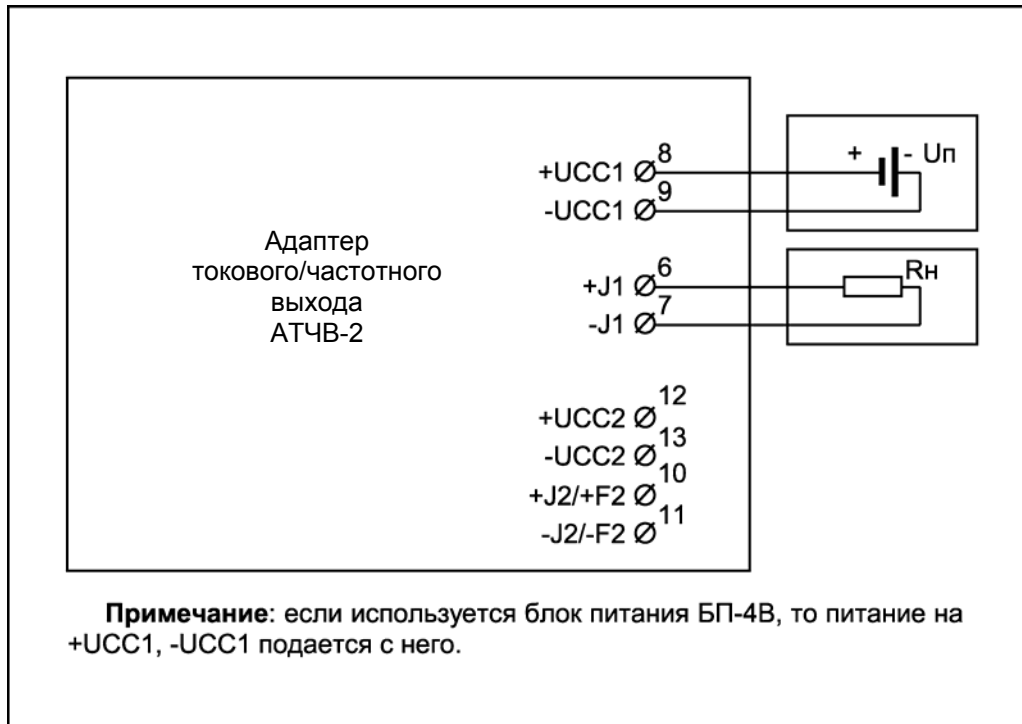 +UCC1 8
-UCC1 9
+ - Uп
Адаптер
токового/частотного
выхода
АТЧВ-2
+J1 6
-J1 7
Rн
+UCC2 12
-UCC2 13
+J2/+F2 10
-J2/-F2 11
Примечание: если используется блок питания БП-4В, то питание на
+UCC1, -UCC1 подается с него.